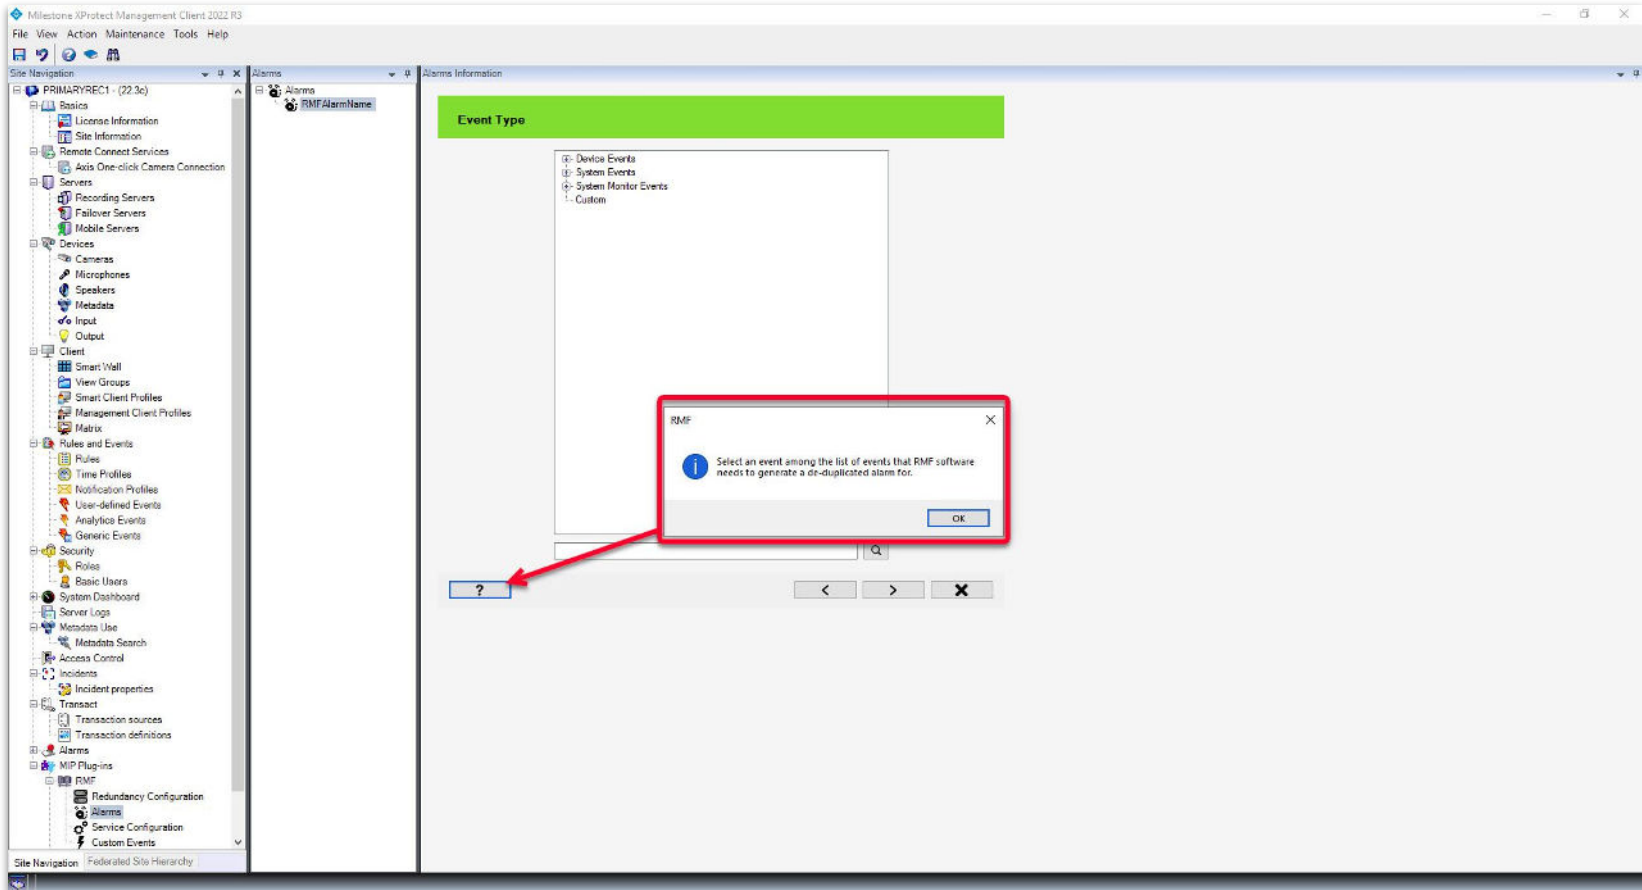 Milestone XProtect Management Client 2022 R3
File View Action Maintenance Tools Help
Site Navigation
PRIMARYREC1 - (22.3c)
Basics
License Information
Site Information
Remote Connect Services
Axis One-click Camera Connection
Servers
Recording Servers
Failover Servers
Mobile Servers
Devices
Cameras
Microphones
Speakers
Metadata
Input
Output
Client
Smart Wall
View Groups
Smart Client Profiles
Management Client Profiles
Matrix
Rules and Events
Rules
Time Profiles
Notification Profiles
User-defined Events
Analytics Events
Generic Events
Security
Roles
Basic Users
System Dashboard
Server Logs
Metadata Use
Metadata Search
Access Control
Incidents
Incident properties
Transact
Transaction sources
Transaction definitions
Alarms
MIP Plug-ins
RMF
Redundancy Configuration
Alarms
Service Configuration
Custom Events
Site Navigation Federated Site Hierarchy
Alarms
Alarms
RMFAlarmName
Alarms Information
Event Type
Device Events
System Events
System Monitor Events
Custom
RMF
Select an event among the list of events that RMF software
needs to generate a de-duplicated alarm for.
OK
? < > X